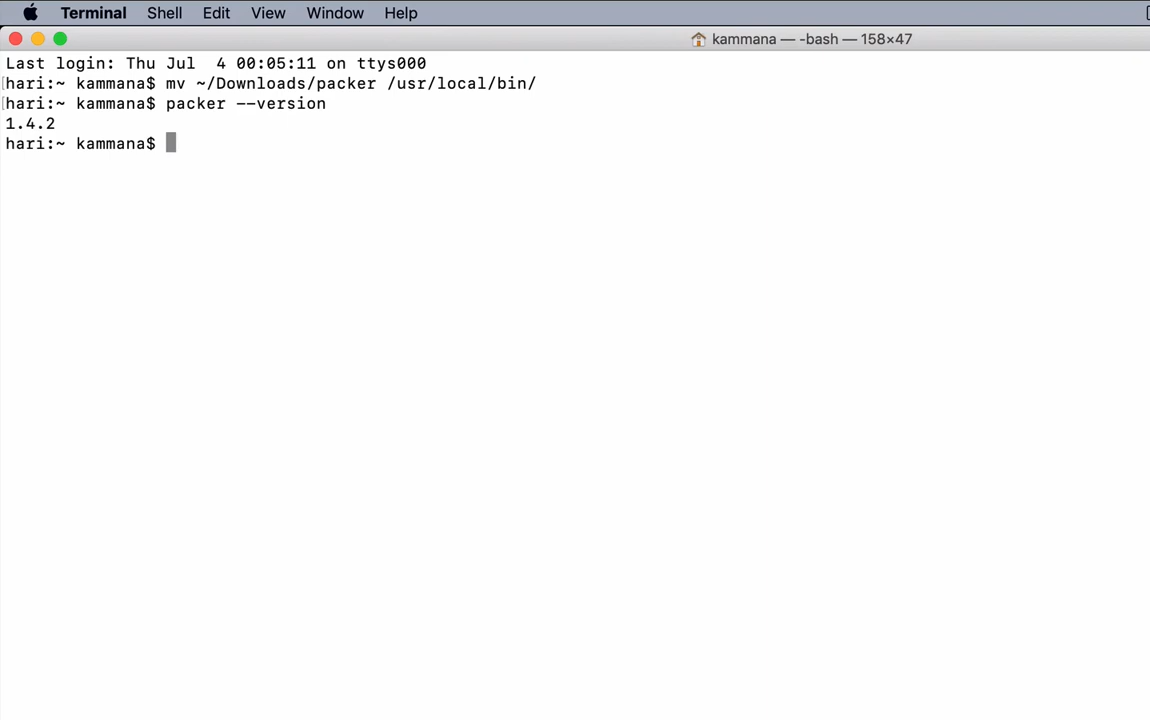 Terminal Shell Edit View Window Help
kammana — -bash — 158×47
Last login: Thu Jul  4 00:05:11 on ttys000
[hari:~ kammana$ mv ~/Downloads/packer /usr/local/bin/
[hari:~ kammana$ packer --version
1.4.2
hari:~ kammana$